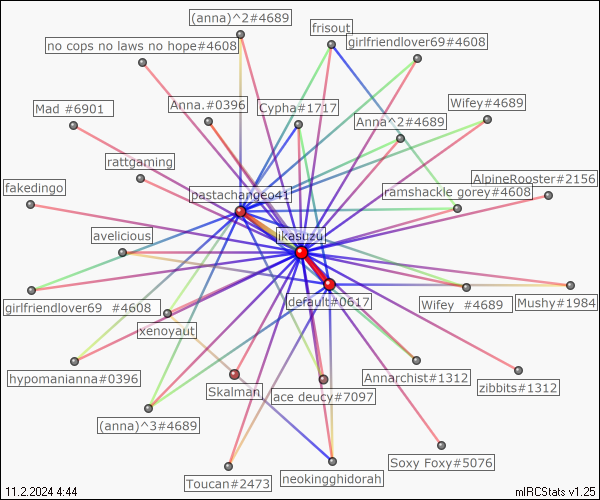 (anna)^2#4689
frisout
no cops no laws no hope#4608
girlfriendlover69#4608
Mad #6901
Anna.#0396
Cypha#1717
Wifey#4689
Anna^2#4689
rattgaming
AlpineRooster#2156
fakedingo
pastachangeo41
ramshackle gorey#4608
avelicious
ikasuzu
girlfriendlover69  #4608
default#0617
Wifey  #4689
Mushy#1984
xenoyaut
hypomanianna#0396
Skalman
ace deucy#7097
Annarchist#1312
zibbits#1312
(anna)^3#4689
Toucan#2473
neokingghidorah
Soxy Foxy#5076
11.2.2024 4:44
mIRCStats v1.25